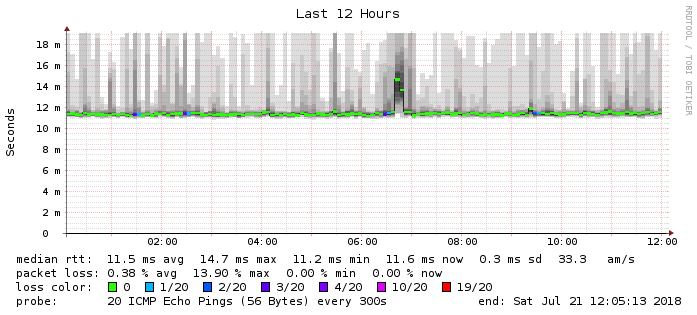 Last 12 Hours
RRDTOOL / TOBI OETIKER
Seconds
18 m
16 m
14 m
12 m
10 m
8 m
6 m
4 m
2 m
0
02:00 04:00 06:00 08:00 10:00 12:00
median rtt: 11.5 ms avg 14.7 ms max 11.2 ms min 11.6 ms now 0.3 ms sd 33.3 am/s
packet loss: 0.38 % avg 13.90 % max 0.00 % min 0.00 % now
loss color: 0 1/20 2/20 3/20 4/20 10/20 19/20
probe: 20 ICMP Echo Pings (56 Bytes) every 300s end: Sat Jul 21 12:05:13 2018